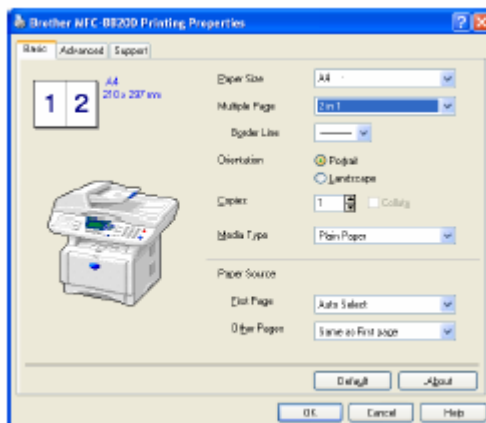 Brother MFC-8820D Printing Properties
Basic Advanced Support
1 2
A4
210 x 297 mm
Paper Size A4
Multiple Page 2 in 1
Border Line
Orientation Portrait
Landscape
Copies 1 Collate
Media Type Plain Paper
Paper Source
First Page Auto Select
Other Pages Same as First page
Default About
OK Cancel Help